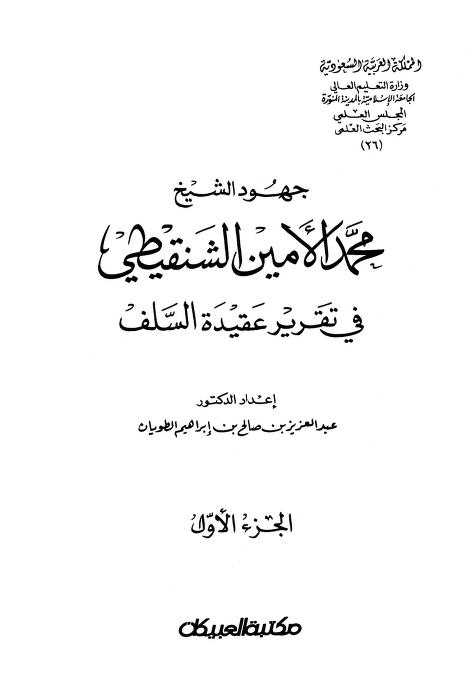 المملكة العربية السعودية
وزارة التعليم العالي
الجامعة الإسلامية بالمدينة المنورة
المجلس العلمي
مركز البحث العلمي
(٢٦)
جهود الشيخ
محمد الأمين الشنقيطي
في تقرير عقيدة السلف
إعداد الدكتور
عبد العزيز بن صالح بن إبراهيم الطويان
الجزء الأول
مكتبة العبيكان